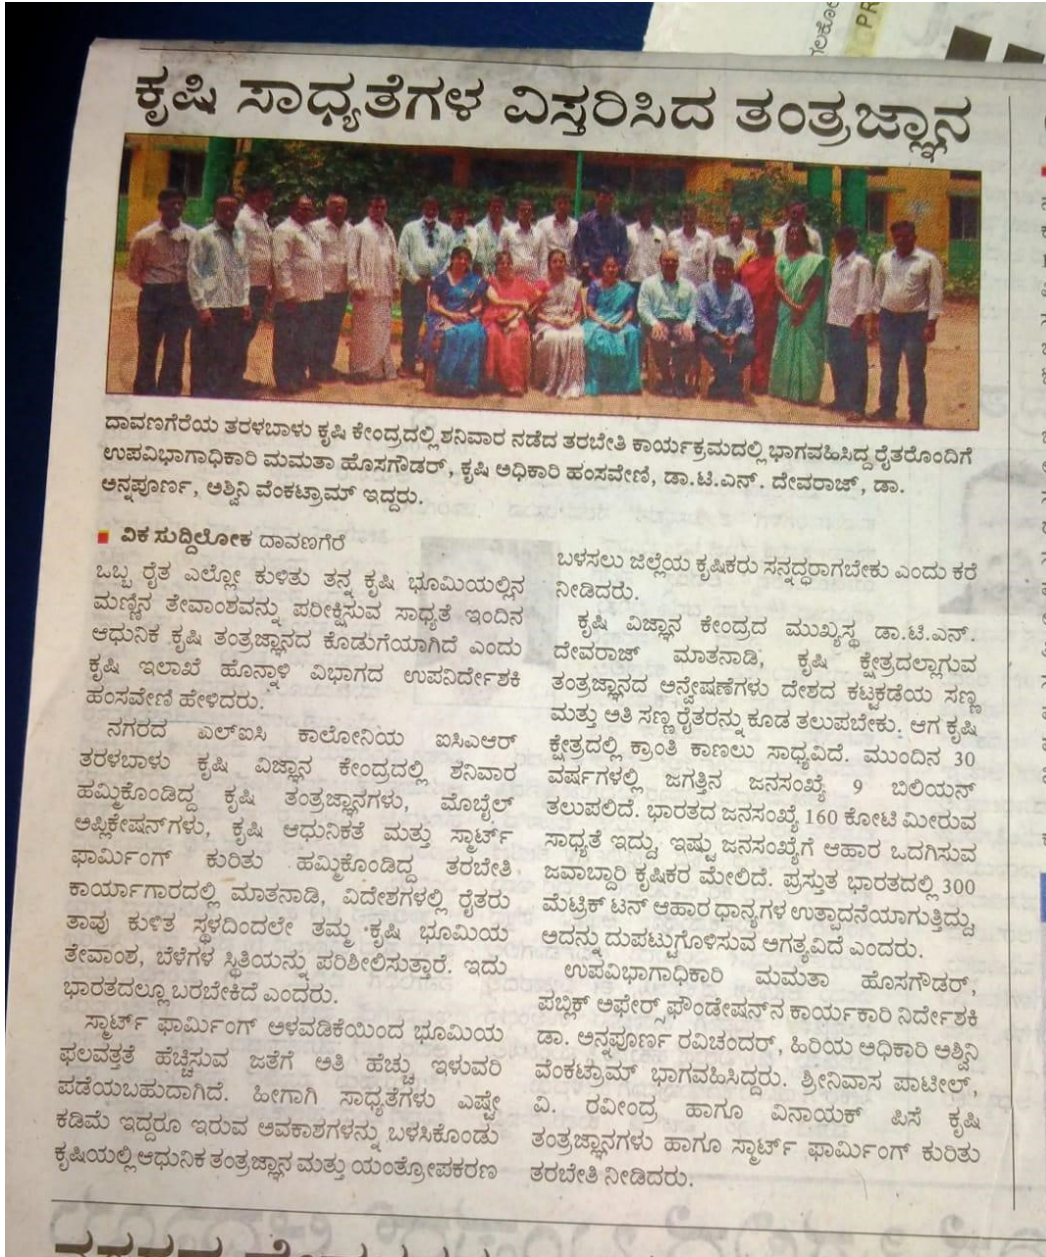 ಕೃಷಿ ಸಾಧ್ಯತೆಗಳ ವಿಸ್ತರಿಸಿದ ತಂತ್ರಜ್ಞಾನ
ದಾವಣಗೆರೆಯ ತರಳಬಾಳು ಕೃಷಿ ಕೇಂದ್ರದಲ್ಲಿ ಶನಿವಾರ ನಡೆದ ತರಬೇತಿ ಕಾರ್ಯಕ್ರಮದಲ್ಲಿ ಭಾಗವಹಿಸಿದ್ದ ರೈತರೊಂದಿಗೆ
ಉಪವಿಭಾಗಾಧಿಕಾರಿ ಮಮತಾ ಹೊಸಗೌಡರ್, ಕೃಷಿ ಅಧಿಕಾರಿ ಹಂಸವೇಣಿ, ಡಾ.ಟಿ.ಎನ್. ದೇವರಾಜ್, ಡಾ.
ಅನ್ನಪೂರ್ಣ, ಅಶ್ವಿನಿ ವೆಂಕಟ್ರಾಮ್ ಇದ್ದರು.
ವಿಕ ಸುದ್ದಿಲೋಕ ದಾವಣಗೆರೆ
ಒಬ್ಬ ರೈತ ಎಲ್ಲೋ ಕುಳಿತು ತನ್ನ ಕೃಷಿ ಭೂಮಿಯಲ್ಲಿನ
ಮಣ್ಣಿನ ತೇವಾಂಶವನ್ನು ಪರೀಕ್ಷಿಸುವ ಸಾಧ್ಯತೆ ಇಂದಿನ
ಆಧುನಿಕ ಕೃಷಿ ತಂತ್ರಜ್ಞಾನದ ಕೊಡುಗೆಯಾಗಿದೆ ಎಂದು
ಕೃಷಿ ಇಲಾಖೆ ಹೊನ್ನಾಳಿ ವಿಭಾಗದ ಉಪನಿರ್ದೇಶಕಿ
ಹಂಸವೇಣಿ ಹೇಳಿದರು.
ನಗರದ ಎಲ್‌ಐಸಿ ಕಾಲೋನಿಯ ಐಸಿಎಆರ್
ತರಳಬಾಳು ಕೃಷಿ ವಿಜ್ಞಾನ ಕೇಂದ್ರದಲ್ಲಿ ಶನಿವಾರ
ಹಮ್ಮಿಕೊಂಡಿದ್ದ ಕೃಷಿ ತಂತ್ರಜ್ಞಾನಗಳು, ಮೊಬೈಲ್
ಅಪ್ಲಿಕೇಷನ್‌ಗಳು, ಕೃಷಿ ಆಧುನಿಕತೆ ಮತ್ತು ಸ್ಮಾರ್ಟ್
ಫಾರ್ಮಿಂಗ್ ಕುರಿತು ಹಮ್ಮಿಕೊಂಡಿದ್ದ ತರಬೇತಿ
ಕಾರ್ಯಾಗಾರದಲ್ಲಿ ಮಾತನಾಡಿ, ವಿದೇಶಗಳಲ್ಲಿ ರೈತರು
ತಾವು ಕುಳಿತ ಸ್ಥಳದಿಂದಲೇ ತಮ್ಮ ಕೃಷಿ ಭೂಮಿಯ
ತೇವಾಂಶ, ಬೆಳೆಗಳ ಸ್ಥಿತಿಯನ್ನು ಪರಿಶೀಲಿಸುತ್ತಾರೆ. ಇದು
ಭಾರತದಲ್ಲೂ ಬರಬೇಕಿದೆ ಎಂದರು.
ಸ್ಮಾರ್ಟ್ ಫಾರ್ಮಿಂಗ್ ಅಳವಡಿಕೆಯಿಂದ ಭೂಮಿಯ
ಫಲವತ್ತತೆ ಹೆಚ್ಚಿಸುವ ಜತೆಗೆ ಅತಿ ಹೆಚ್ಚು ಇಳುವರಿ
ಪಡೆಯಬಹುದಾಗಿದೆ. ಹೀಗಾಗಿ ಸಾಧ್ಯತೆಗಳು ಎಷ್ಟೇ
ಕಡಿಮೆ ಇದ್ದರೂ ಇರುವ ಅವಕಾಶಗಳನ್ನು ಬಳಸಿಕೊಂಡು
ಕೃಷಿಯಲ್ಲಿ ಆಧುನಿಕ ತಂತ್ರಜ್ಞಾನ ಮತ್ತು ಯಂತ್ರೋಪಕರಣ
ಬಳಸಲು ಜಿಲ್ಲೆಯ ಕೃಷಿಕರು ಸನ್ನದ್ಧರಾಗಬೇಕು ಎಂದು ಕರೆ
ನೀಡಿದರು.
ಕೃಷಿ ವಿಜ್ಞಾನ ಕೇಂದ್ರದ ಮುಖ್ಯಸ್ಥ ಡಾ.ಟಿ.ಎನ್.
ದೇವರಾಜ್ ಮಾತನಾಡಿ, ಕೃಷಿ ಕ್ಷೇತ್ರದಲ್ಲಾಗುವ
ತಂತ್ರಜ್ಞಾನದ ಅನ್ವೇಷಣೆಗಳು ದೇಶದ ಕಟ್ಟಕಡೆಯ ಸಣ್ಣ
ಮತ್ತು ಅತಿ ಸಣ್ಣ ರೈತರನ್ನು ಕೂಡ ತಲುಪಬೇಕು. ಆಗ ಕೃಷಿ
ಕ್ಷೇತ್ರದಲ್ಲಿ ಕ್ರಾಂತಿ ಕಾಣಲು ಸಾಧ್ಯವಿದೆ. ಮುಂದಿನ 30
ವರ್ಷಗಳಲ್ಲಿ ಜಗತ್ತಿನ ಜನಸಂಖ್ಯೆ 9 ಬಿಲಿಯನ್
ತಲುಪಲಿದೆ. ಭಾರತದ ಜನಸಂಖ್ಯೆ 160 ಕೋಟಿ ಮೀರುವ
ಸಾಧ್ಯತೆ ಇದ್ದು, ಇಷ್ಟು ಜನಸಂಖ್ಯೆಗೆ ಆಹಾರ ಒದಗಿಸುವ
ಜವಾಬ್ದಾರಿ ಕೃಷಿಕರ ಮೇಲಿದೆ. ಪ್ರಸ್ತುತ ಭಾರತದಲ್ಲಿ 300
ಮೆಟ್ರಿಕ್ ಟನ್ ಆಹಾರ ಧಾನ್ಯಗಳ ಉತ್ಪಾದನೆಯಾಗುತ್ತಿದ್ದು,
ಅದನ್ನು ದುಪಟ್ಟುಗೊಳಿಸುವ ಅಗತ್ಯವಿದೆ ಎಂದರು.
ಉಪವಿಭಾಗಾಧಿಕಾರಿ ಮಮತಾ ಹೊಸಗೌಡರ್,
ಪಬ್ಲಿಕ್ ಅಫೇರ್ಸ್ ಫೌಂಡೇಷನ್‌ನ ಕಾರ್ಯಕಾರಿ ನಿರ್ದೇಶಕಿ
ಡಾ. ಅನ್ನಪೂರ್ಣ ರವಿಚಂದರ್, ಹಿರಿಯ ಅಧಿಕಾರಿ ಅಶ್ವಿನಿ
ವೆಂಕಟ್ರಾಮ್ ಭಾಗವಹಿಸಿದ್ದರು. ಶ್ರೀನಿವಾಸ ಪಾಟೀಲ್,
ವಿ. ರವೀಂದ್ರ ಹಾಗೂ ವಿನಾಯಕ್ ಪಿಸೆ ಕೃಷಿ
ತಂತ್ರಜ್ಞಾನಗಳು ಹಾಗೂ ಸ್ಮಾರ್ಟ್ ಫಾರ್ಮಿಂಗ್ ಕುರಿತು
ತರಬೇತಿ ನೀಡಿದರು.